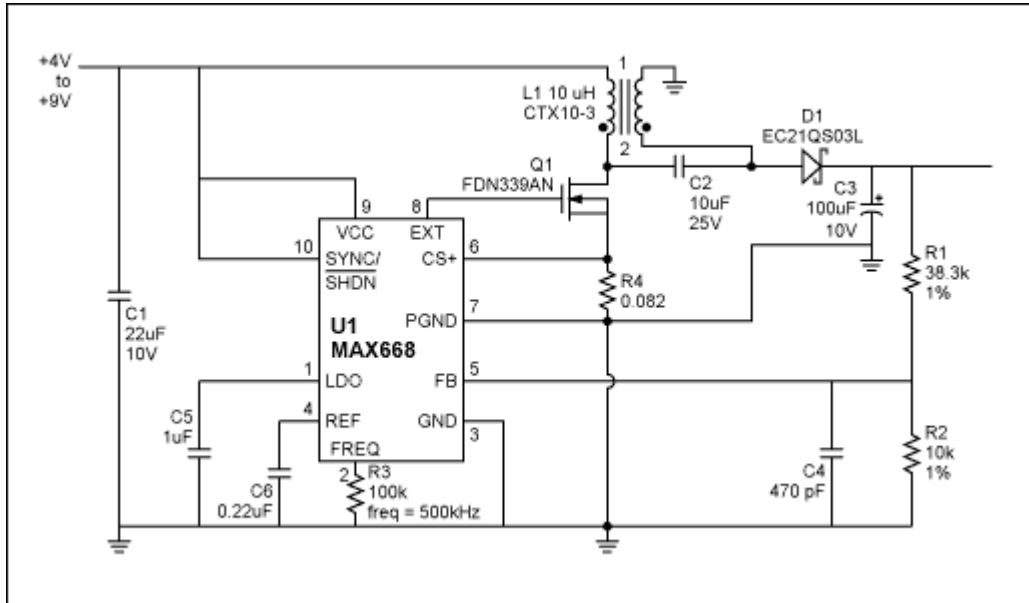 +4V
to
+9V
1
L1 10 uH
CTX10-3
2
D1
EC21QS03L
Q1
FDN339AN
C2
10uF
25V
C3
100uF
10V
+
9
8
VCC
EXT
10
SYNC/
SHDN
CS+
6
R4
0.082
R1
38.3k
1%
C1
22uF
10V
U1
MAX668
PGND
7
1
LDO
FB
5
4
REF
GND
3
FREQ
2
C5
1uF
C6
0.22uF
R3
100k
freq = 500kHz
C4
470 pF
R2
10k
1%